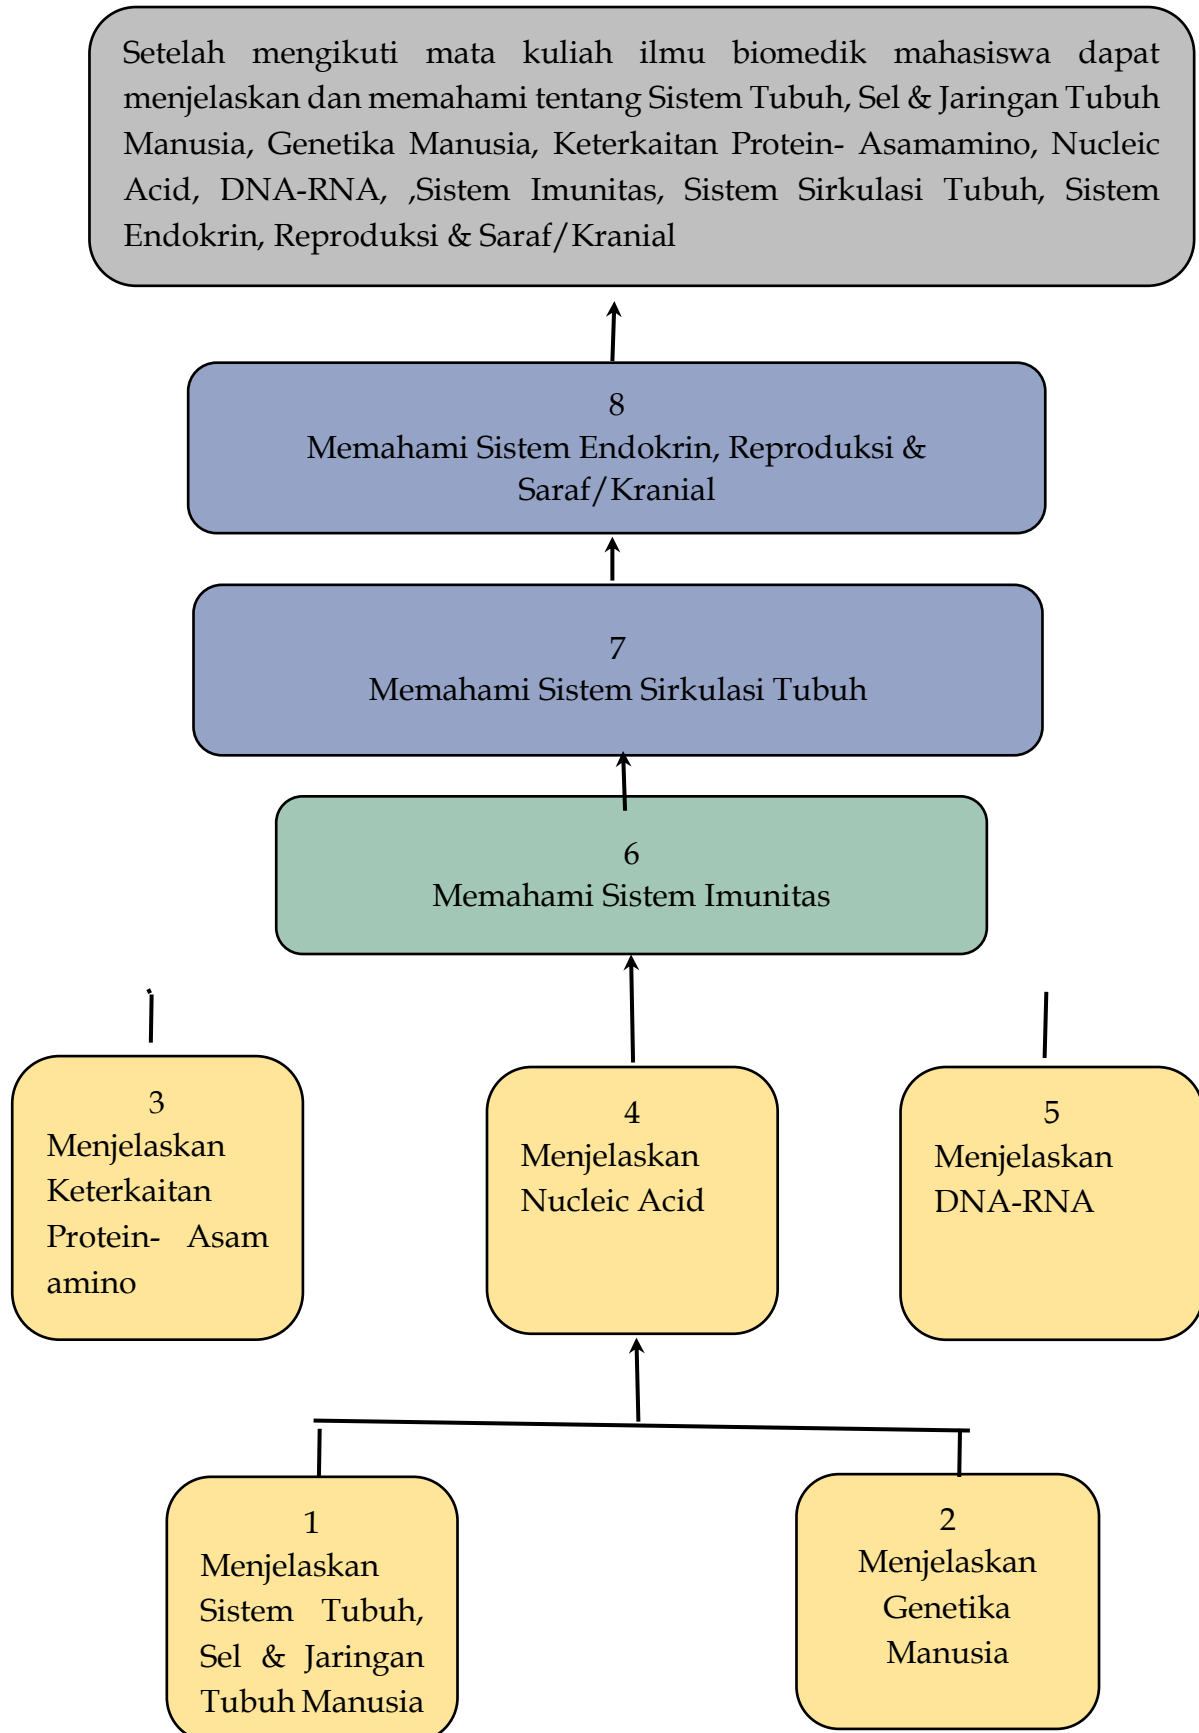 Setelah mengikuti mata kuliah ilmu biomedik mahasiswa dapat
menjelaskan dan memahami tentang Sistem Tubuh, Sel & Jaringan Tubuh
Manusia, Genetika Manusia, Keterkaitan Protein- Asamamino, Nucleic
Acid, DNA-RNA, ,Sistem Imunitas, Sistem Sirkulasi Tubuh, Sistem
Endokrin, Reproduksi & Saraf/Kranial
8
Memahami Sistem Endokrin, Reproduksi &
Saraf/Kranial
7
Memahami Sistem Sirkulasi Tubuh
6
Memahami Sistem Imunitas
3
Menjelaskan
Keterkaitan
Protein- Asam
amino
4
Menjelaskan
Nucleic Acid
5
Menjelaskan
DNA-RNA
1
Menjelaskan
Sistem Tubuh,
Sel & Jaringan
Tubuh Manusia
2
Menjelaskan
Genetika
Manusia